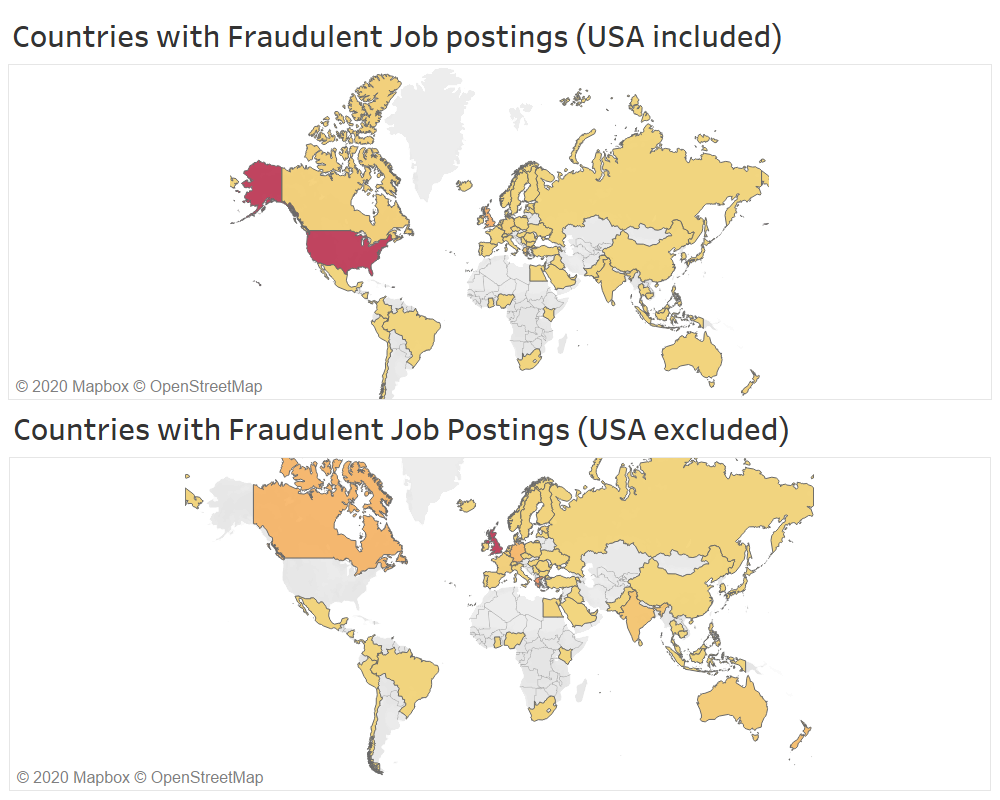 Countries with Fraudulent Job postings (USA included)
© 2020 Mapbox © OpenStreetMap
Countries with Fraudulent Job Postings (USA excluded)
© 2020 Mapbox © OpenStreetMap